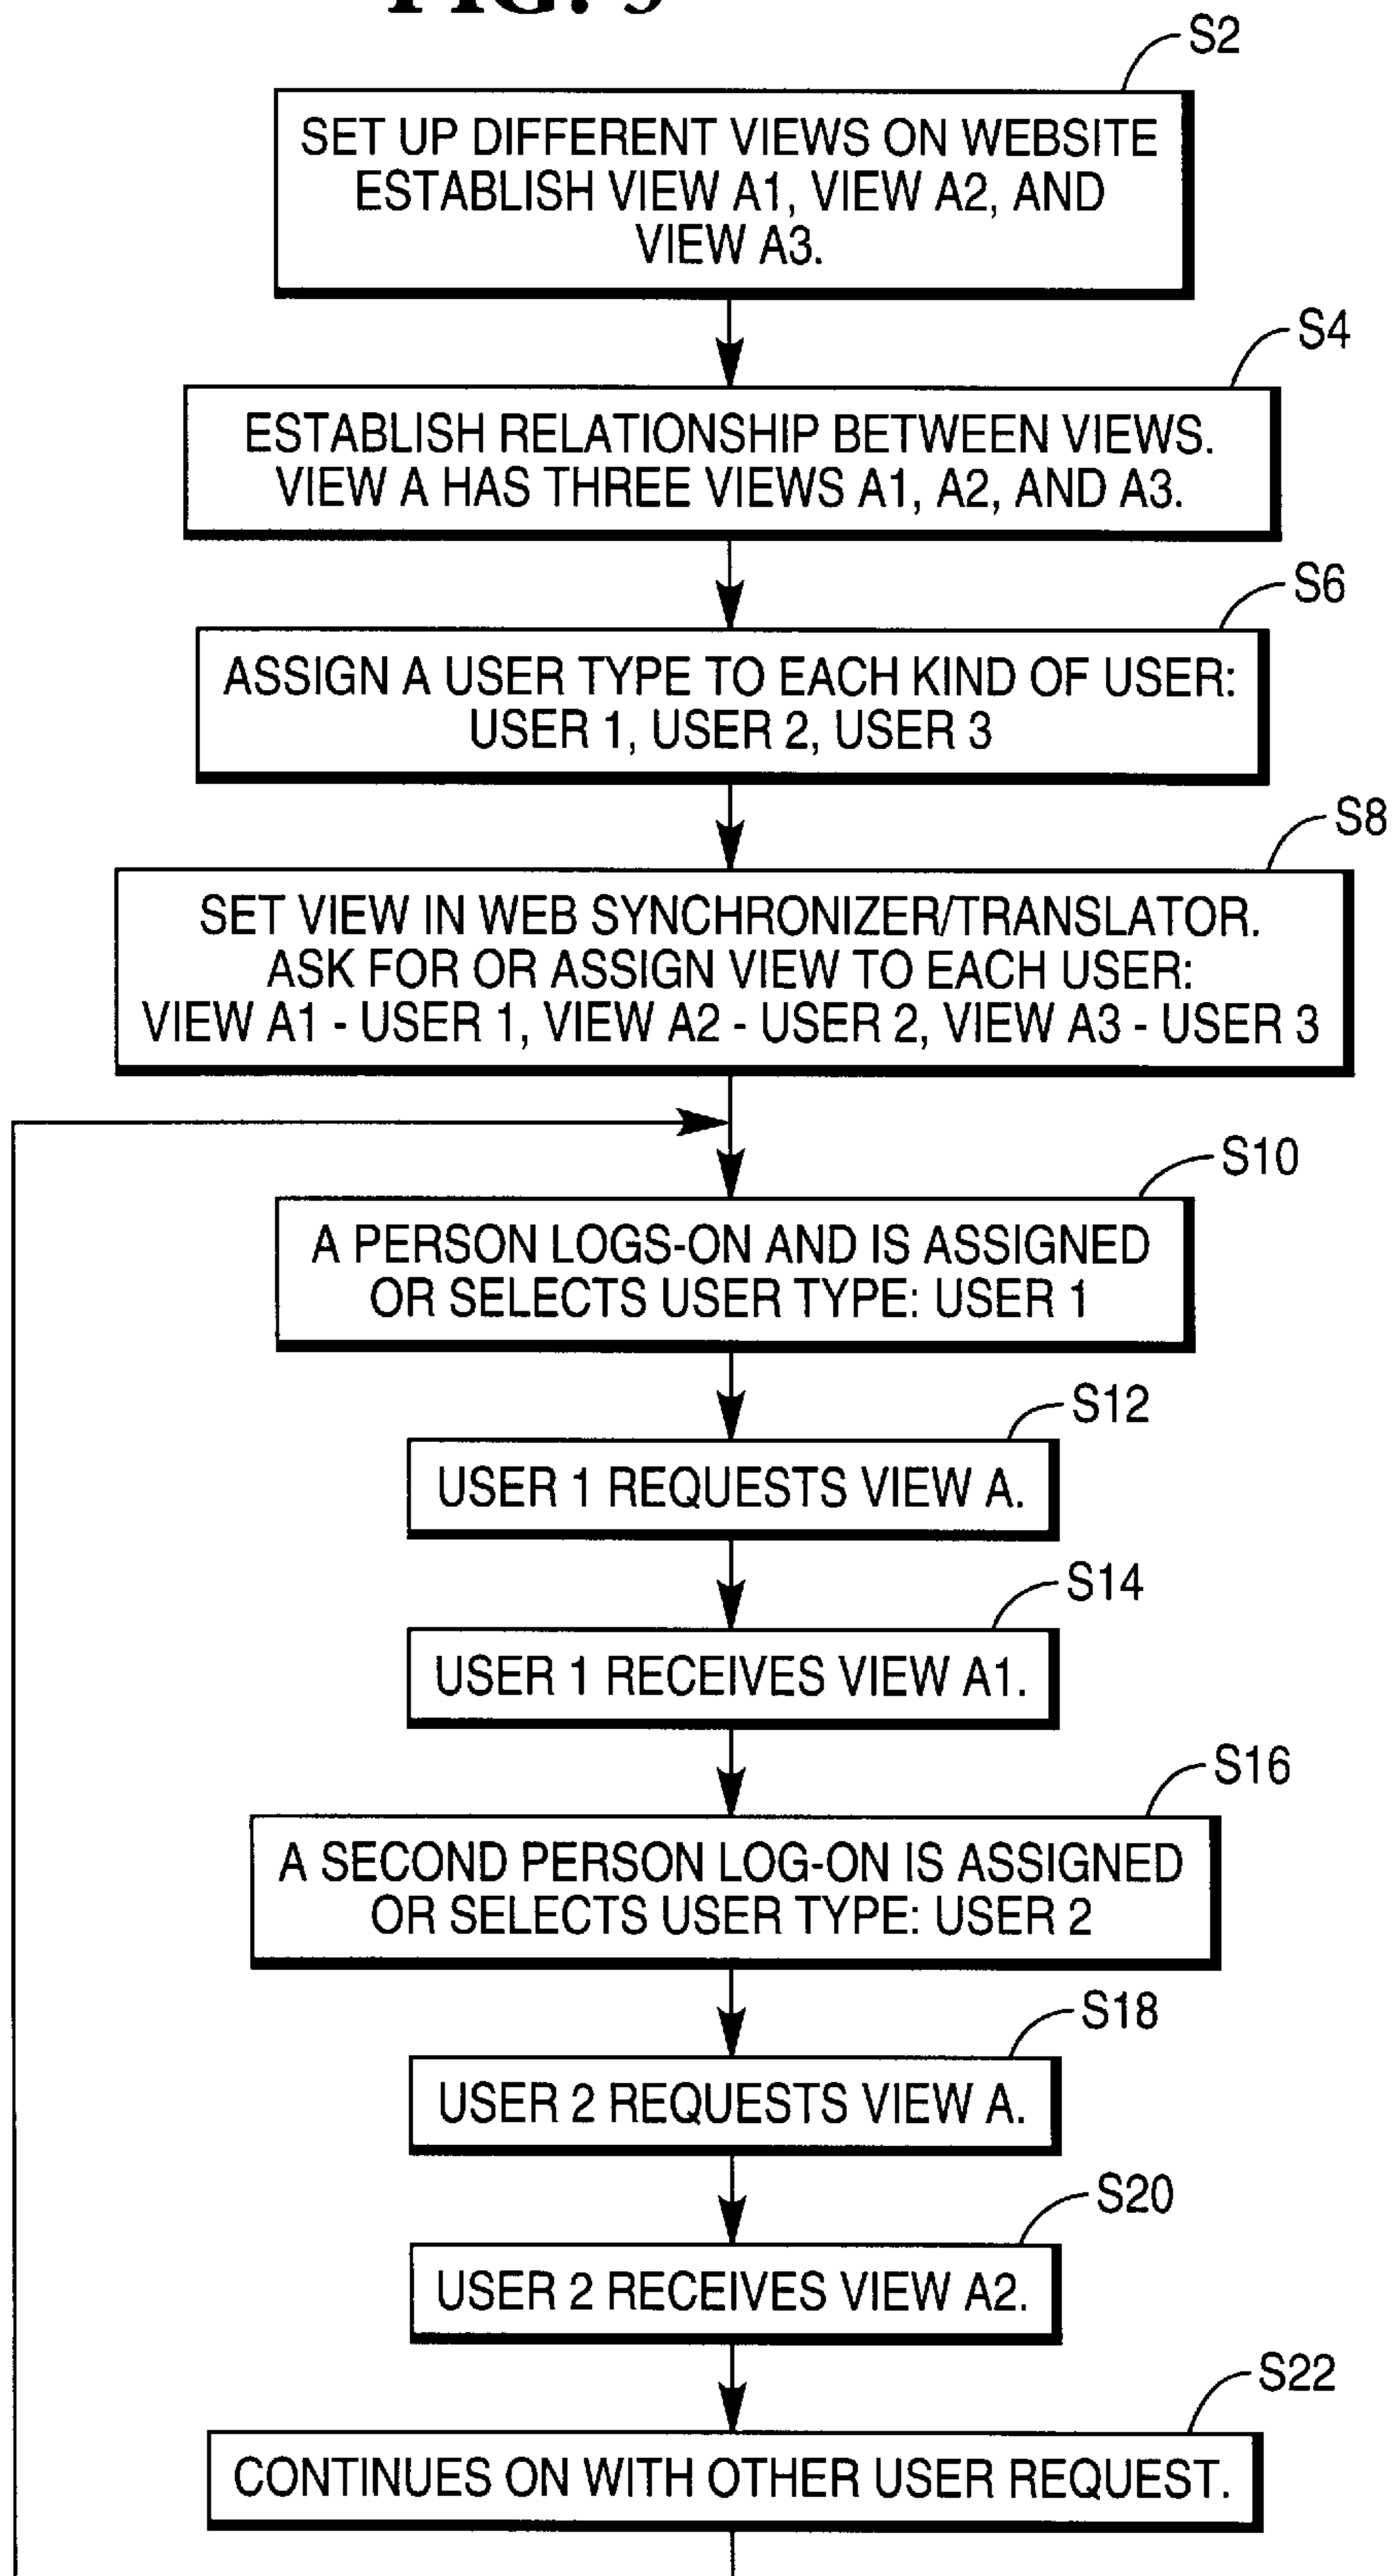 S2
SET UP DIFFERENT VIEWS ON WEBSITE
ESTABLISH VIEW A1, VIEW A2, AND
VIEW A3.
S4
ESTABLISH RELATIONSHIP BETWEEN VIEWS.
VIEW A HAS THREE VIEWS A1, A2, AND A3.
S6
ASSIGN A USER TYPE TO EACH KIND OF USER:
USER 1, USER 2, USER 3
S8
SET VIEW IN WEB SYNCHRONIZER/TRANSLATOR.
ASK FOR OR ASSIGN VIEW TO EACH USER:
VIEW A1 - USER 1, VIEW A2 - USER 2, VIEW A3 - USER 3
S10
A PERSON LOGS-ON AND IS ASSIGNED
OR SELECTS USER TYPE: USER 1
S12
USER 1 REQUESTS VIEW A.
S14
USER 1 RECEIVES VIEW A1.
S16
A SECOND PERSON LOG-ON IS ASSIGNED
OR SELECTS USER TYPE: USER 2
S18
USER 2 REQUESTS VIEW A.
S20
USER 2 RECEIVES VIEW A2.
S22
CONTINUES ON WITH OTHER USER REQUEST.